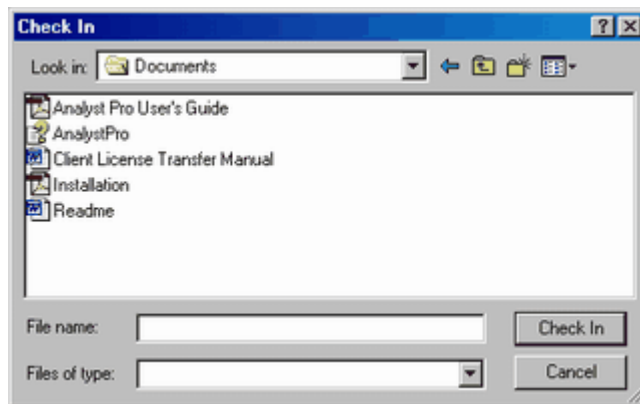 Check In
Look in: Documents
Analyst Pro User's Guide
AnalystPro
Client License Transfer Manual
Installation
Readme
File name: Check In
Files of type: Cancel